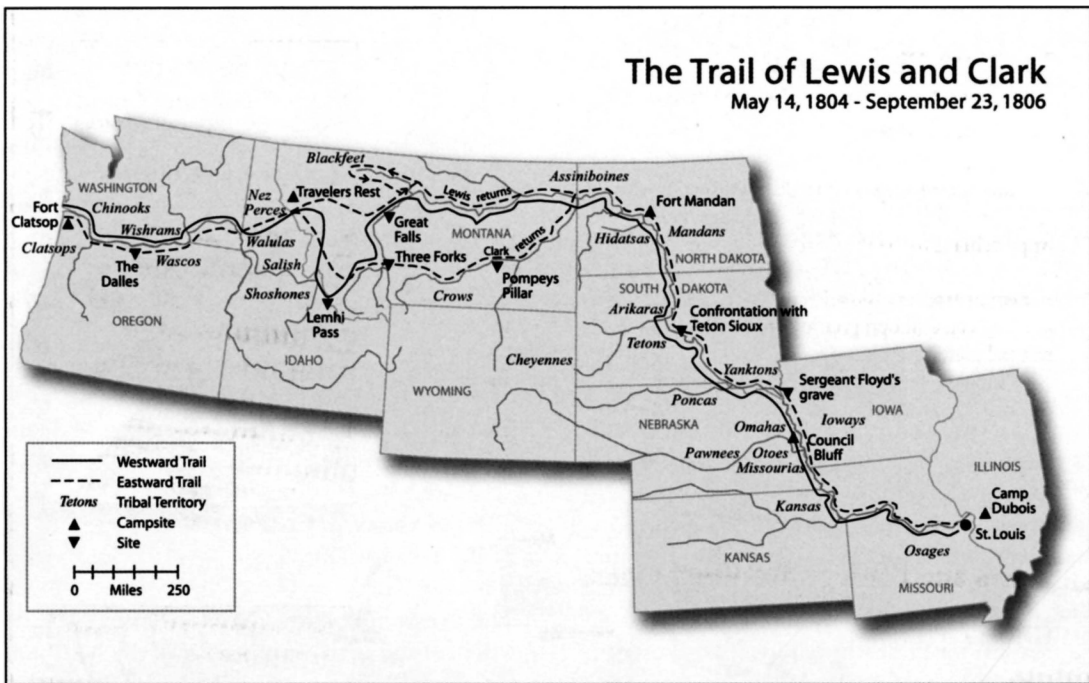 The Trail of Lewis and Clark
May 14, 1804 - September 23, 1806
Blackfeet
Lewis returns
Assiniboines
WASHINGTON
Nez
Perces
Travelers Rest
Fort
Clatsop
Chinooks
Fort Mandan
Great
Falls
MONTANA
Mandans
Wishrams
Walulas
Hidatsas
Clatsops
The
Dalles
Wascos
Salish
Three Forks
Clark returns
Pompeys
Pillar
NORTH DAKOTA
Shoshones
Crows
SOUTH DAKOTA
Arikaras
Confrontation with
Teton Sioux
OREGON
Lemhi
Pass
Tetons
IDAHO
Cheyennes
Yanktons
Sergeant Floyd's
grave
WYOMING
Poncas
IOWA
NEBRASKA
Omahas
Ioways
Council
Bluff
Pawnees
Otoes
Missourias
ILLINOIS
Camp
Dubois
Kansas
St. Louis
Osages
KANSAS
MISSOURI
Westward Trail
Eastward Trail
Tetons Tribal Territory
Campsite
Site
0 Miles 250